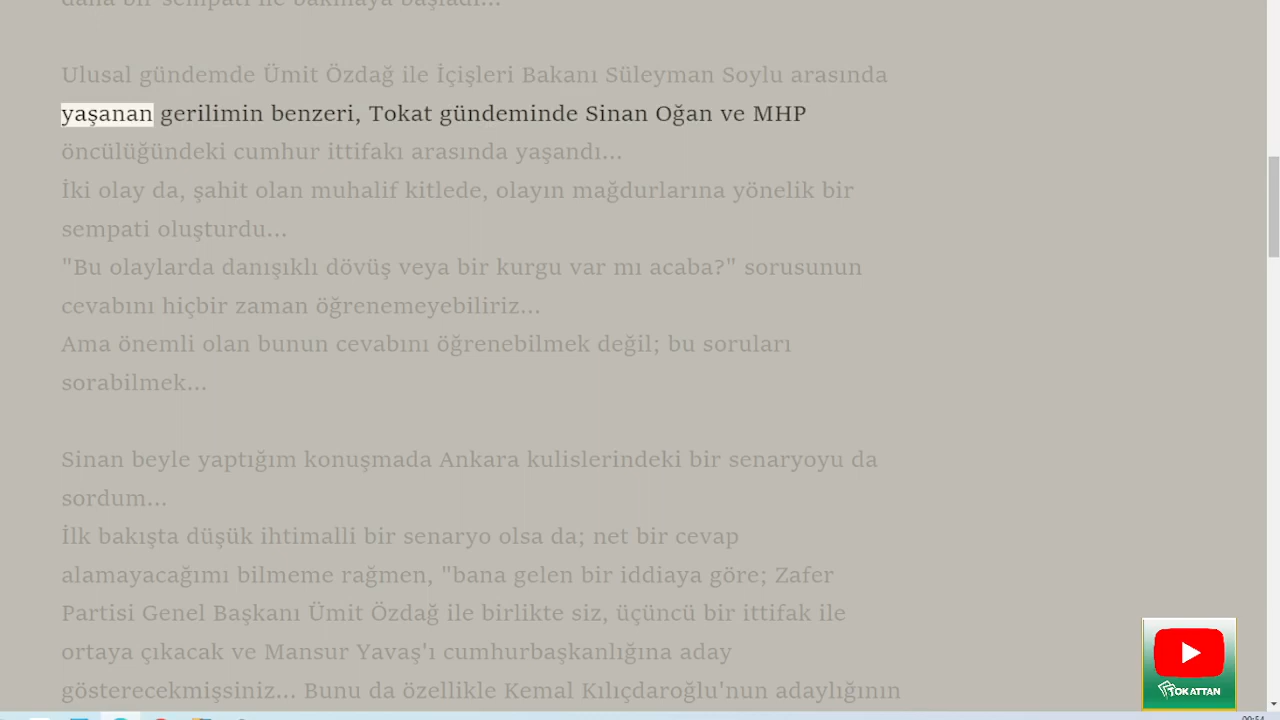 daha bir sempati ile bakmaya başladı...
Ulusal gündemde Ümit Özdağ ile İçişleri Bakanı Süleyman Soylu arasında
yaşanan gerilimin benzeri, Tokat gündeminde Sinan Oğan ve MHP
öncülüğündeki cumhur ittifakı arasında yaşandı...
İki olay da, şahit olan muhalif kitlede, olayın mağdurlarına yönelik bir
sempati oluşturdu...
"Bu olaylarda danışıklı dövüş veya bir kurgu var mı acaba?" sorusunun
cevabını hiçbir zaman öğrenemeyebiliriz...
Ama önemli olan bunun cevabını öğrenebilmek değil; bu soruları
sorabilmek...
Sinan beyle yaptığım konuşmada Ankara kulislerindeki bir senaryoyu da
sordum...
İlk bakışta düşük ihtimalli bir senaryo olsa da; net bir cevap
alamayacağımı bilmeme rağmen, "bana gelen bir iddiaya göre; Zafer
Partisi Genel Başkanı Ümit Özdağ ile birlikte siz, üçüncü bir ittifak ile
ortaya çıkacak ve Mansur Yavaş'ı cumhurbaşkanlığına aday
gösterecekmişsiniz... Bunu da özellikle Kemal Kılıçdaroğlu'nun adaylığının
TOKATTAN